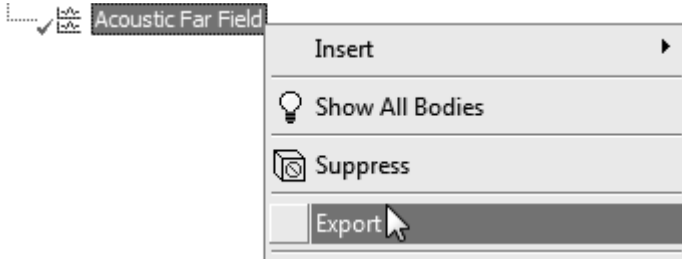 Acoustic Far Field
Insert
Show All Bodies
Suppress
Export